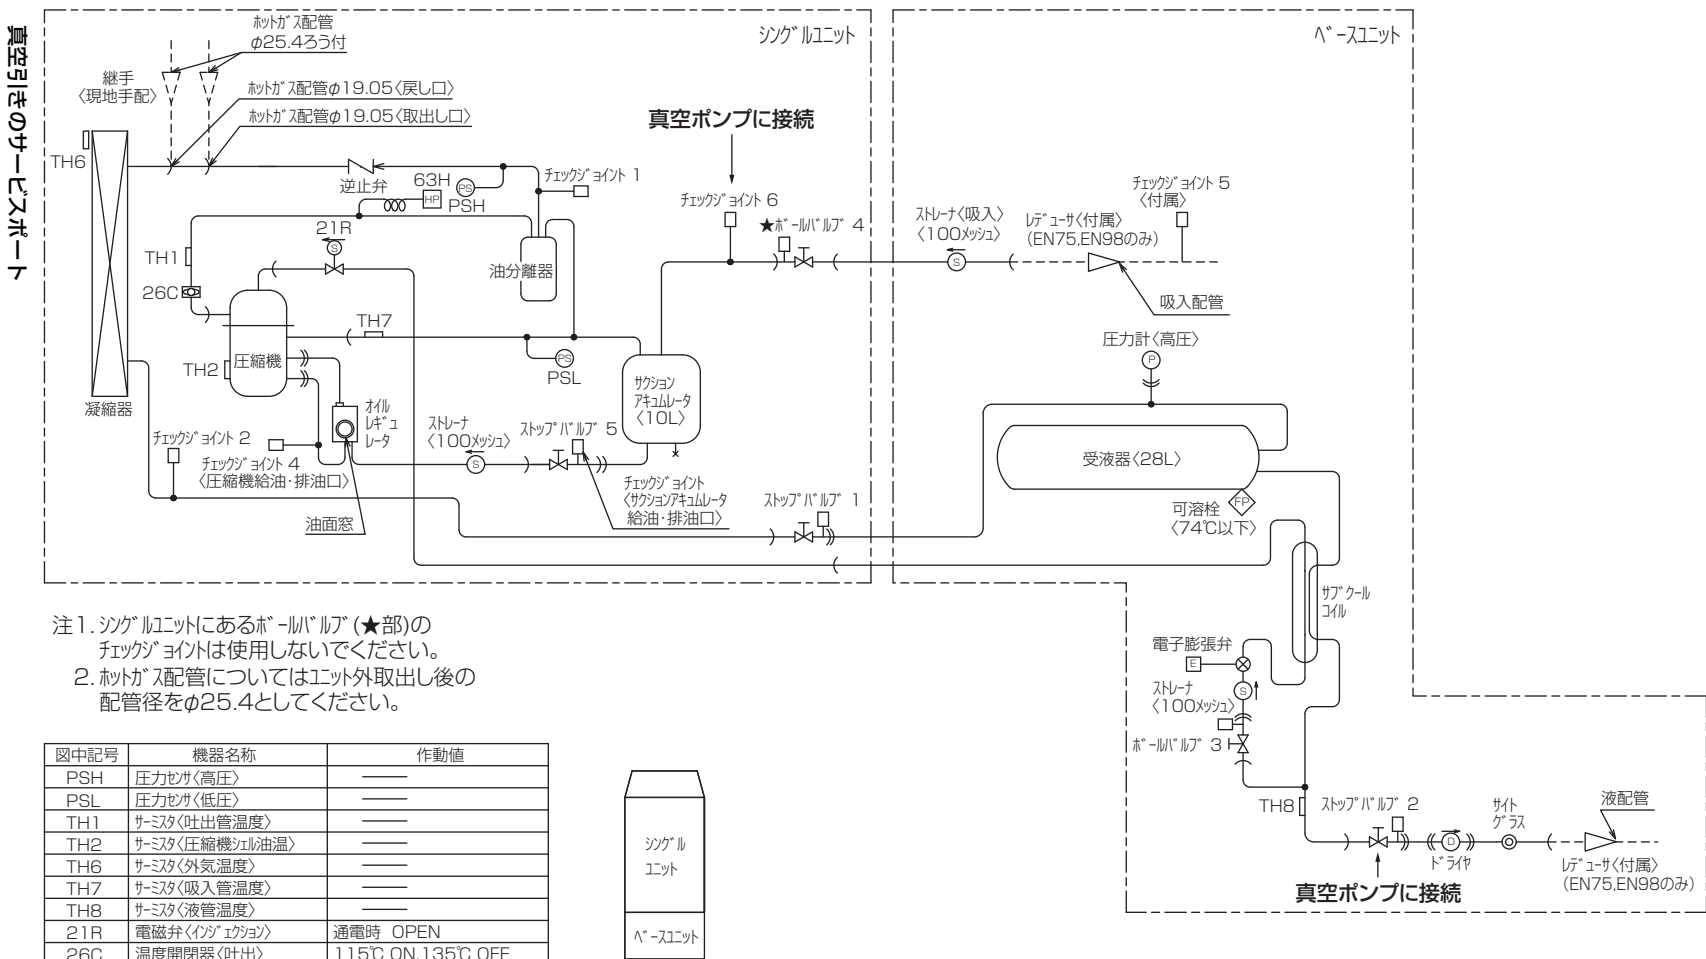 真空引きのサービスポート
シングルユニット
ベースユニット
ホットガス配管
φ25.4ろう付
継手
〈現地手配〉
ホットガス配管φ19.05〈戻し口〉
ホットガス配管φ19.05〈取出し口〉
TH6
逆止弁
63H
HP
PS
PSH
チェックジョイント 1
真空ポンプに接続
チェックジョイント 6
★ボールバルブ 4
ストレーナ〈吸入〉
〈100メッシュ〉
S
レデューサ〈付属〉
(EN75,EN98のみ)
チェックジョイント 5
〈付属〉
吸入配管
21R
S
TH1
26C
油分離器
TH7
PS
PSL
TH2
圧縮機
凝縮器
サクション
アキュムレータ
〈10L〉
圧力計〈高圧〉
P
オイル
レギュ
レータ
ストレーナ
〈100メッシュ〉
S
ストップバルブ 5
チェックジョイント 2
チェックジョイント 4
〈圧縮機給油・排油口〉
油面窓
チェックジョイント
〈サクションアキュムレータ
給油・排油口〉
ストップバルブ 1
受液器〈28L〉
FP
可溶栓
〈74℃以下〉
サブクール
コイル
電子膨張弁
E
ストレーナ
〈100メッシュ〉
S
ボールバルブ 3
TH8
ストップバルブ 2
D
ドライヤ
サイト
グラス
液配管
レデューサ〈付属〉
(EN75,EN98のみ)
真空ポンプに接続
注1. シングルユニットにあるボールバルブ(★部)の
チェックジョイントは使用しないでください。
2. ホットガス配管についてはユニット外取出し後の
配管径をφ25.4としてください。
図中記号 機器名称 作動値
PSH 圧力センサ〈高圧〉 ――
PSL 圧力センサ〈低圧〉 ――
TH1 サーミスタ〈吐出管温度〉 ――
TH2 サーミスタ〈圧縮機シェル油温〉 ――
TH6 サーミスタ〈外気温度〉 ――
TH7 サーミスタ〈吸入管温度〉 ――
TH8 サーミスタ〈液管温度〉 ――
21R 電磁弁〈インジェクション〉 通電時 OPEN
26C 温度開閉器〈吐出〉 115℃ ON,135℃ OFF
シングル
ユニット
ベースユニット